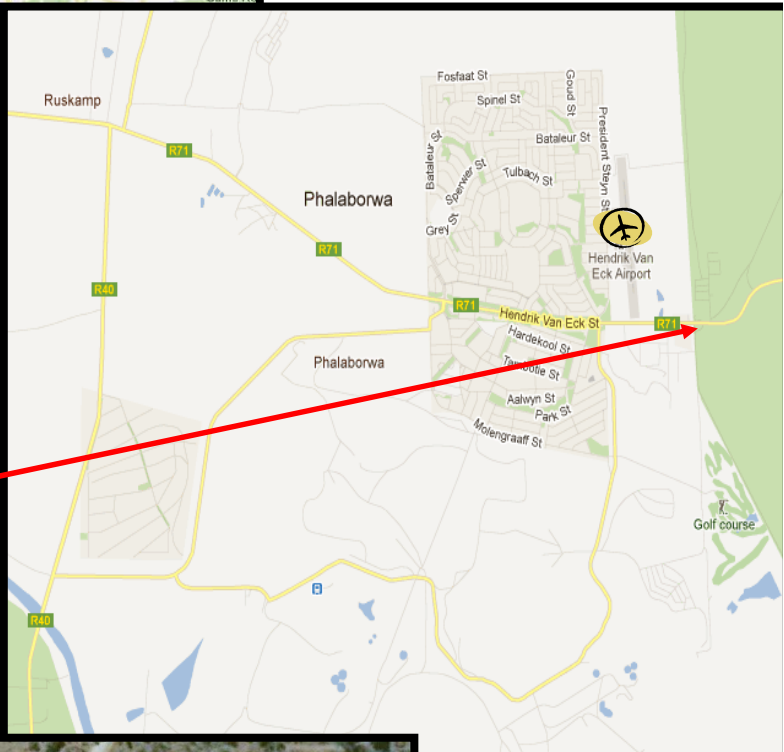 Fosfaat St
Goud St
Spinel St
Ruskamp
President Steyn St
Bataleur St
Bataleur St
R71
Sperwer St
Tulbach St
Phalaborwa
Grey St
R71
Hendrik Van
Eck Airport
R40
R71
Hendrik Van Eck St
R71
Hardekool St
Phalaborwa
Tambotie St
Aalwyn St
Park St
Molengraaff St
Golf course
R40